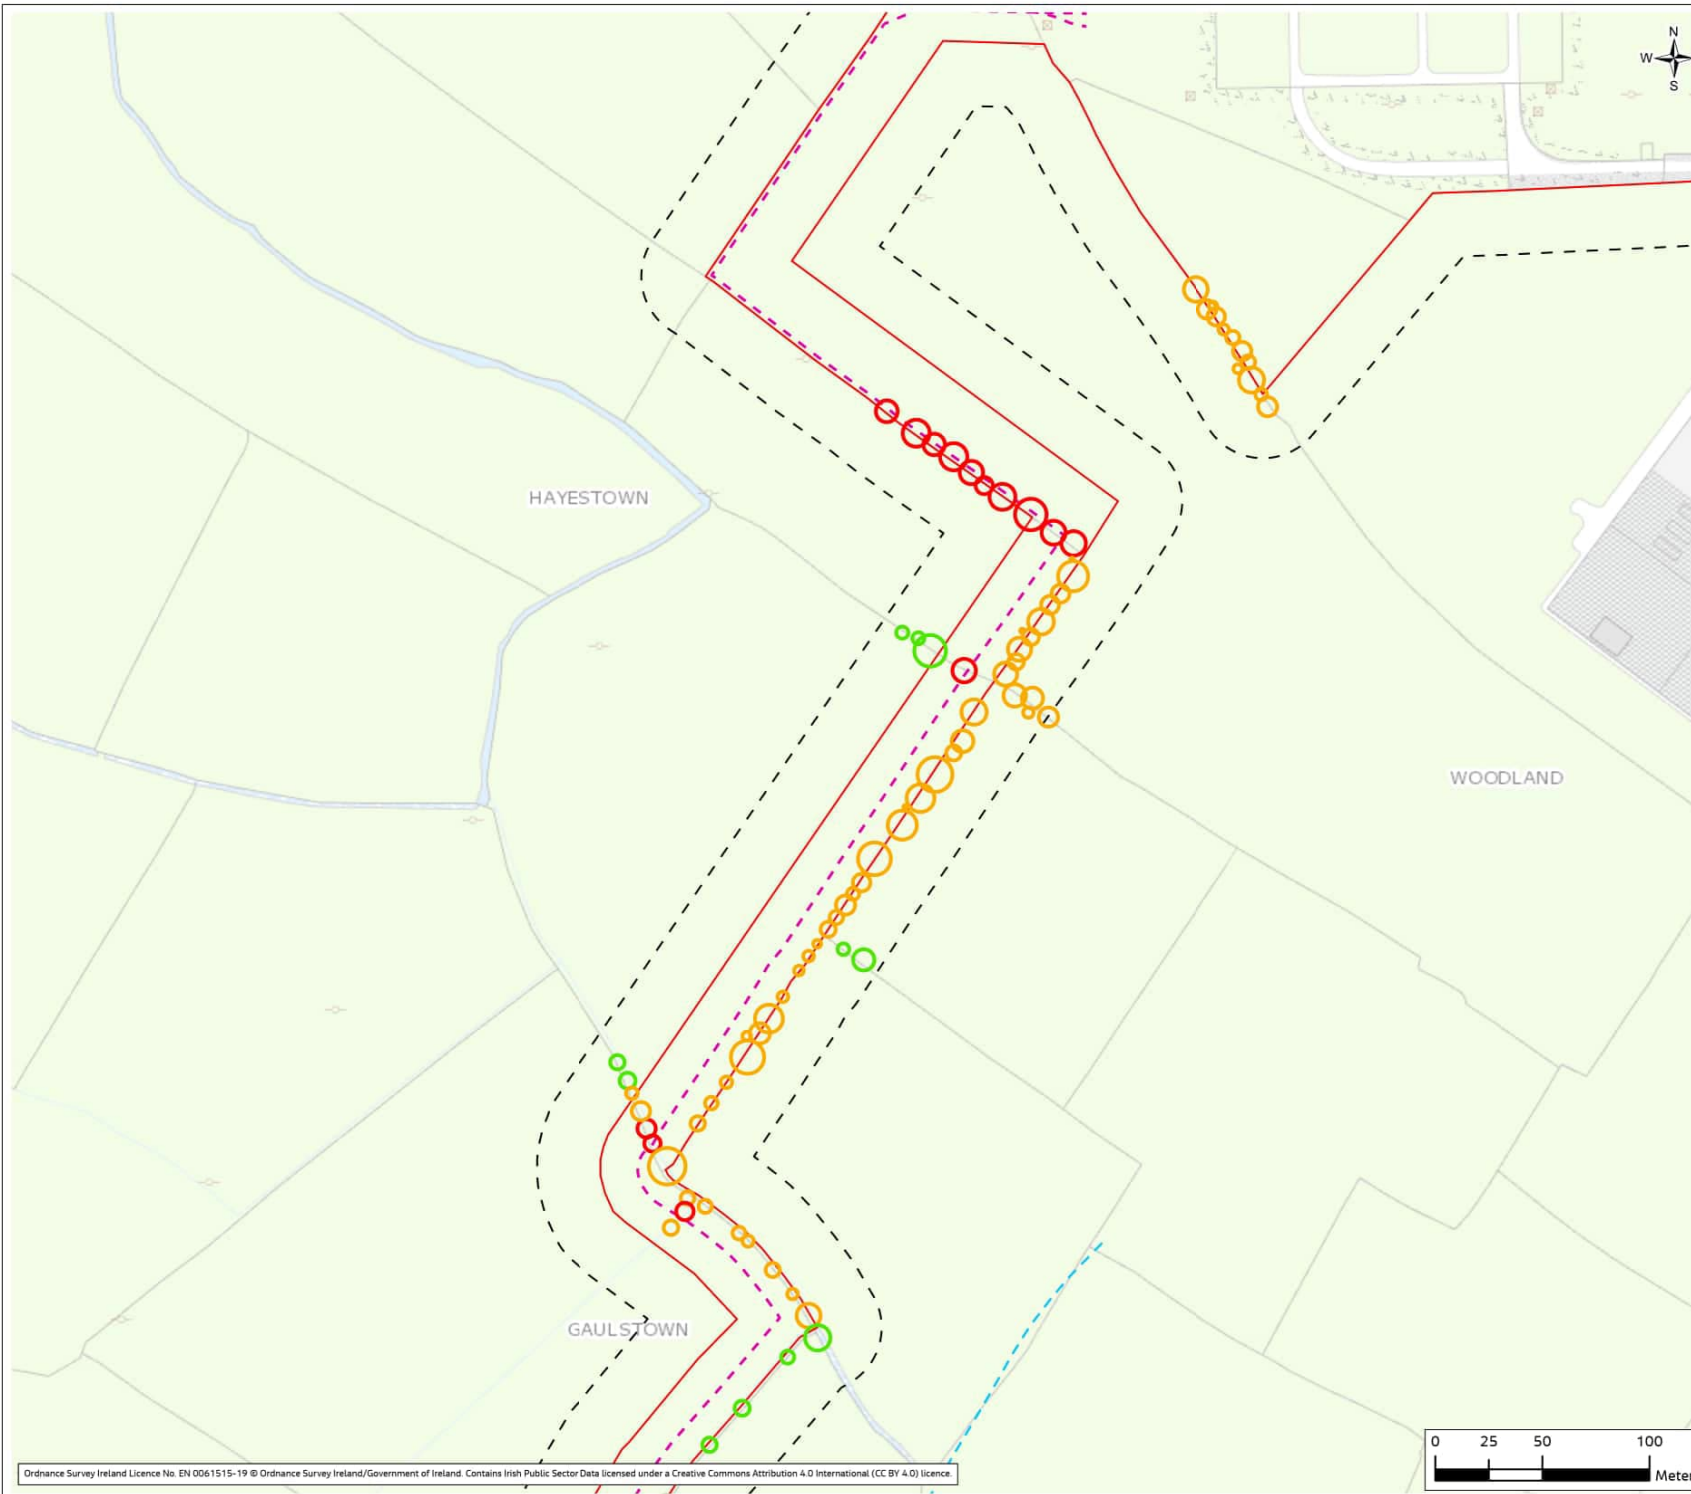 N
W
S
HAYESTOWN
WOODLAND
GAULSTOWN
0 25 50 100
Meter
Ordnance Survey Ireland Licence No. EN 0061515-19 © Ordnance Survey Ireland/Government of Ireland. Contains Irish Public Sector Data licensed under a Creative Commons Attribution 4.0 International (CC BY 4.0) licence.